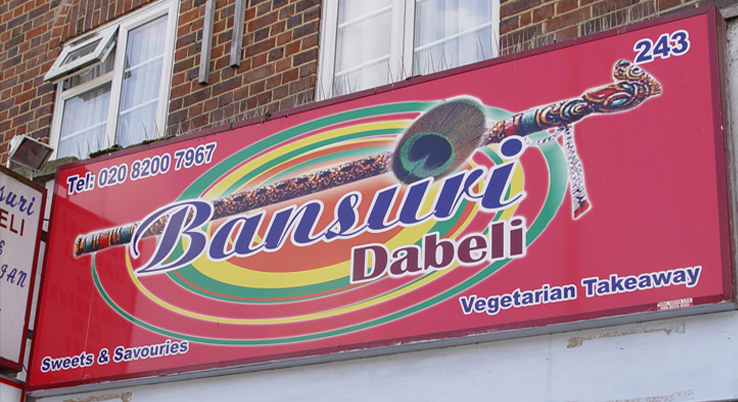 243
Tel: 020 8200 7967
Bansuri
Dabeli
Vegetarian Takeaway
Sweets & Savouries